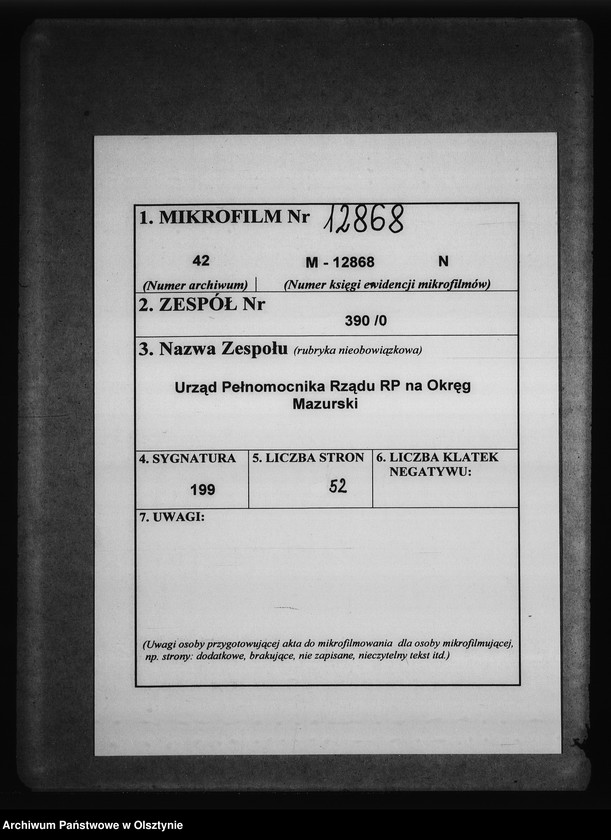 1. MIKROFILM Nr 12868
42 M - 12868 N
(Numer archiwum) (Numer księgi ewidencji mikrofilmów)
2. ZESPÓŁ Nr
390 /0
3. Nazwa Zespołu (rubryka nieobowiązkowa)
Urząd Pełnomocnika Rządu RP na Okręg
Mazurski
4. SYGNATURA
199
5. LICZBA STRON
52
6. LICZBA KLATEK
NEGATYWU:
7. UWAGI:
(Uwagi osoby przygotowującej akta do mikrofilmowania dla osoby mikrofilmującej,
np. strony: dodatkowe, brakujące, nie zapisane, nieczytelny tekst itd.)
Archiwum Państwowe w Olsztynie